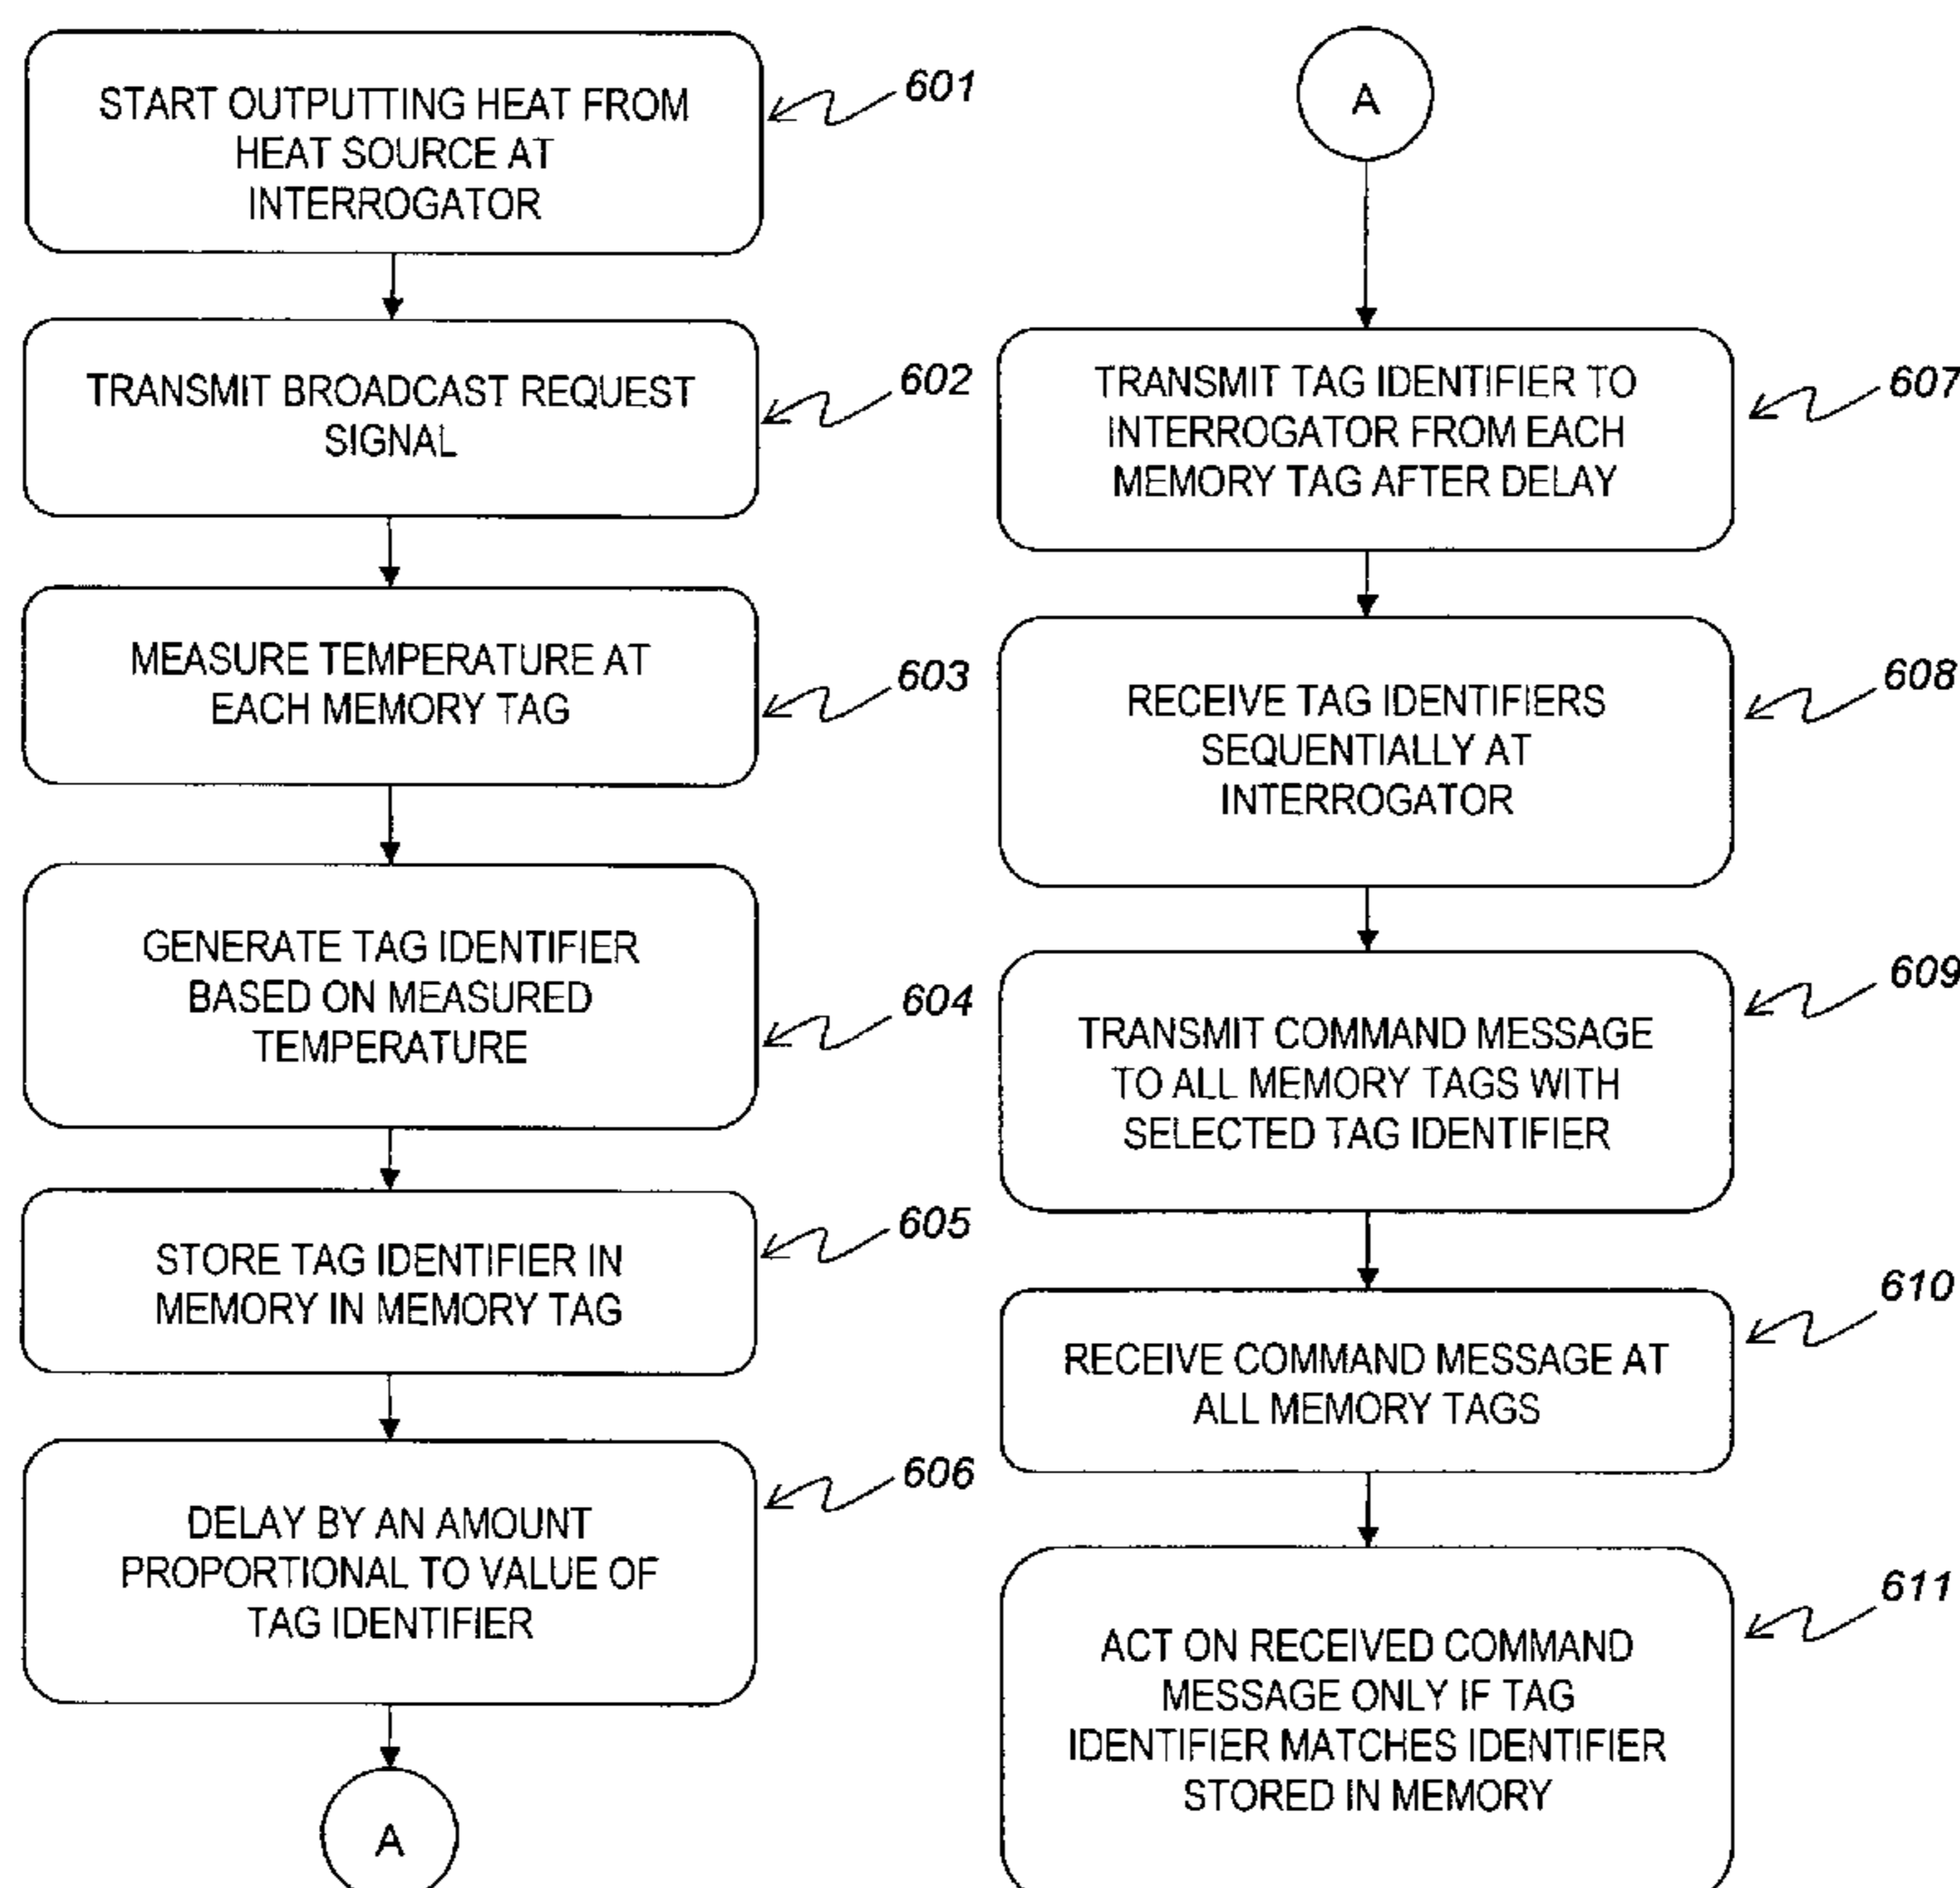 START OUTPUTTING HEAT FROM
HEAT SOURCE AT
INTERROGATOR
601
TRANSMIT BROADCAST REQUEST
SIGNAL
602
MEASURE TEMPERATURE AT
EACH MEMORY TAG
603
GENERATE TAG IDENTIFIER
BASED ON MEASURED
TEMPERATURE
604
STORE TAG IDENTIFIER IN
MEMORY IN MEMORY TAG
605
DELAY BY AN AMOUNT
PROPORTIONAL TO VALUE OF
TAG IDENTIFIER
606
A
A
TRANSMIT TAG IDENTIFIER TO
INTERROGATOR FROM EACH
MEMORY TAG AFTER DELAY
607
RECEIVE TAG IDENTIFIERS
SEQUENTIALLY AT
INTERROGATOR
608
TRANSMIT COMMAND MESSAGE
TO ALL MEMORY TAGS WITH
SELECTED TAG IDENTIFIER
609
RECEIVE COMMAND MESSAGE AT
ALL MEMORY TAGS
610
ACT ON RECEIVED COMMAND
MESSAGE ONLY IF TAG
IDENTIFIER MATCHES IDENTIFIER
STORED IN MEMORY
611